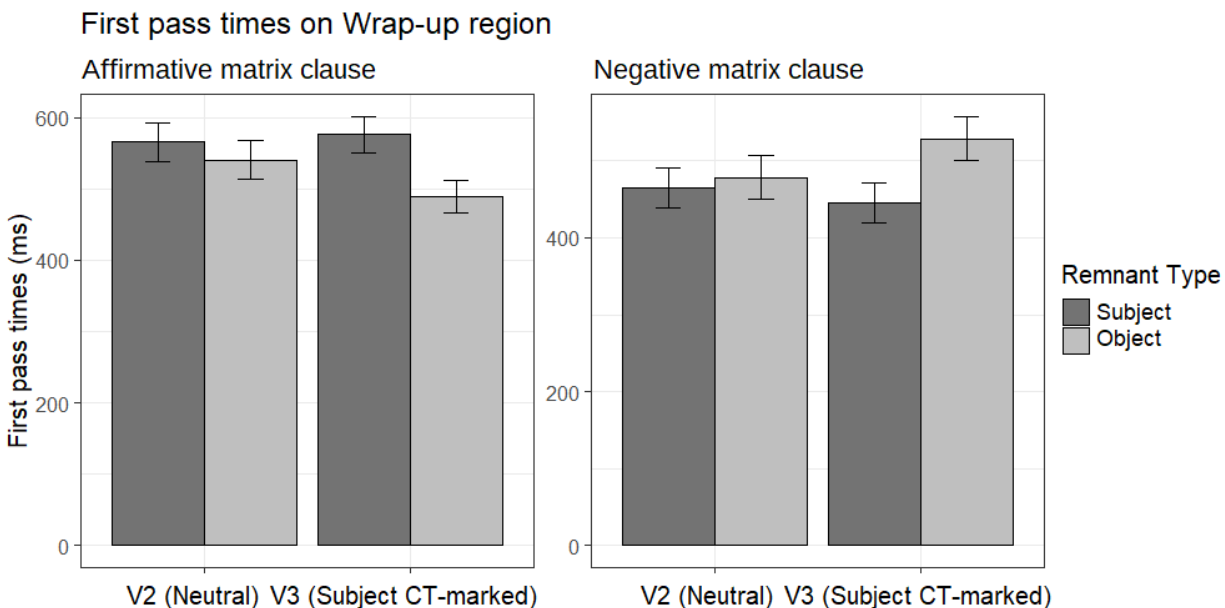 First pass times on Wrap-up region
Affirmative matrix clause
Negative matrix clause
First pass times (ms)
600
400
200
0
400
200
0
V2 (Neutral)
V3 (Subject CT-marked)
V2 (Neutral)
V3 (Subject CT-marked)
Remnant Type
Subject
Object